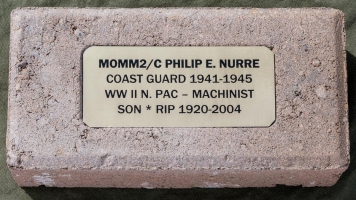 MOMM2/C PHILIP E. NURRE
COAST GUARD 1941-1945
WW II N. PAC – MACHINIST
SON * RIP 1920-2004